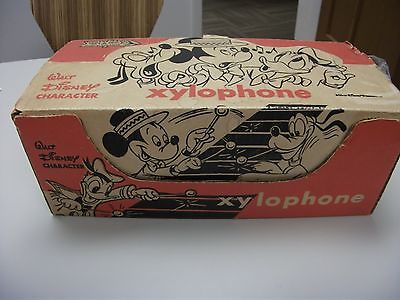 WALT
DISNEY
CHARACTER
xylophone
WALT
DISNEY
CHARACTER
xylophone